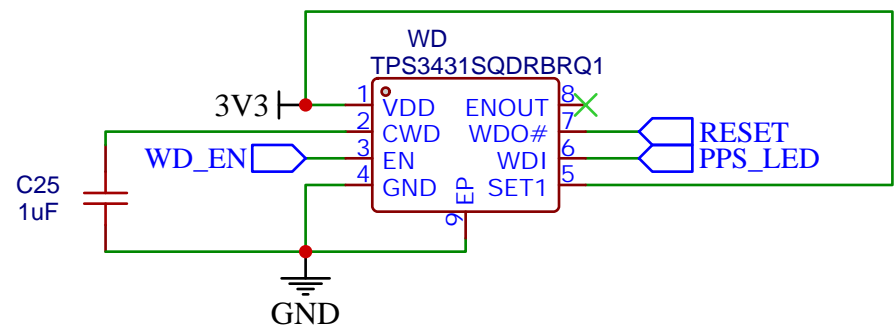 WD
TPS3431SQDRBRQ1
3V3
1 VDD ENOUT 8
2 CWD WDO# 7 RESET
WD_EN 3 EN WDI 6 PPS_LED
4 GND SET1 5
EP
9
C25
1uF
GND